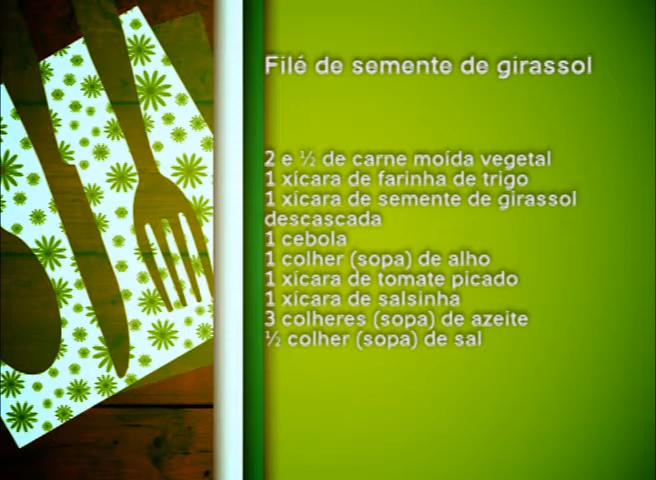 Filé de semente de girassol
2 e ½ de carne moída vegetal
1 xícara de farinha de trigo
1 xícara de semente de girassol
descascada
1 cebola
1 colher (sopa) de alho
1 xícara de tomate picado
1 xícara de salsinha
3 colheres (sopa) de azeite
½ colher (sopa) de sal